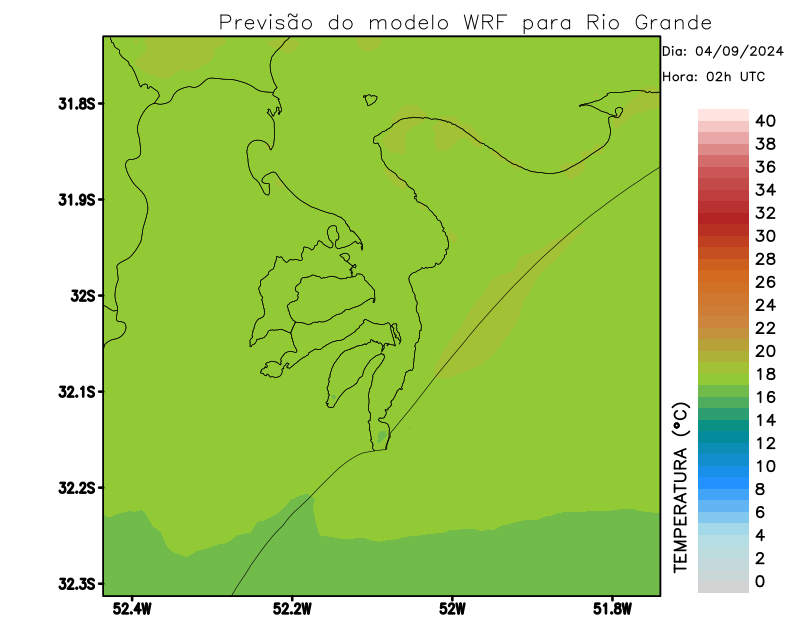 Previsão do modelo WRF para Rio Grande
Dia: 04/09/2024
Hora: 02h UTC
31.8S
31.9S
32S
32.1S
32.2S
32.3S
52.4W
52.2W
52W
51.8W
TEMPERATURA (°C)
40
38
36
34
32
30
28
26
24
22
20
18
16
14
12
10
8
6
4
2
0